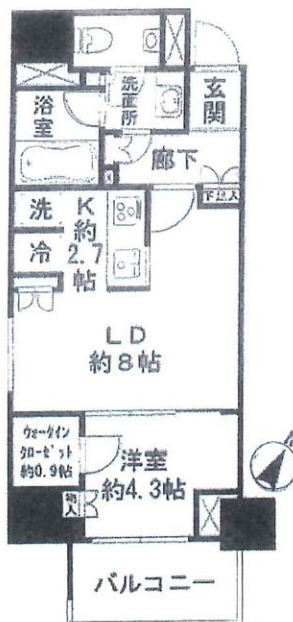 洗面所
玄関
浴室
廊下
下足入
洗
K
約
2.7
帖
冷
LD
約8帖
ウォークイン
クローゼット
約0.9帖
洋室
約4.3帖
物入
バルコニー